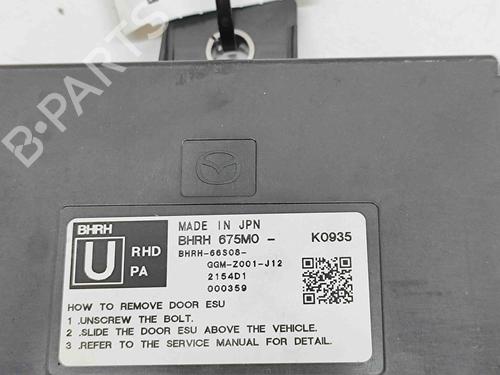 B-PARTS
BHRH
U
RHD
PA
MADE IN JPN
BHRH 675M0 - K0935
BHRH-66S08-
GGM-Z001-J12
2154D1
000359
HOW TO REMOVE DOOR ESU
1 .UNSCREW THE BOLT.
2 .SLIDE THE DOOR ESU ABOVE THE VEHICLE.
3 .REFER TO THE SERVICE MANUAL FOR DETAIL.